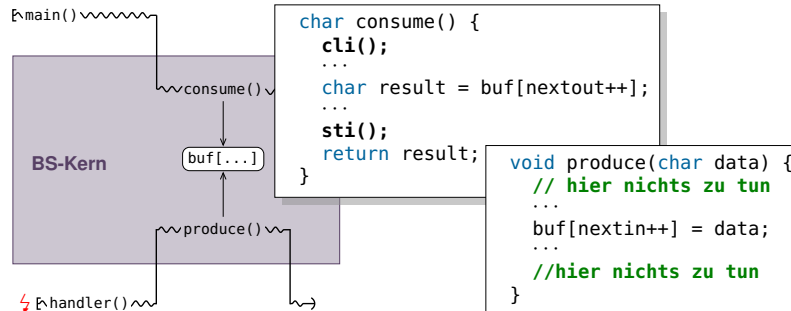 main()
consume()
BS-Kern
buf[...]
produce()
handler()
char consume() {
cli();
...
char result = buf[nextout++];
...
sti();
return result;
}
void produce(char data) {
// hier nichts zu tun
...
buf[nextin++] = data;
...
//hier nichts zu tun
}